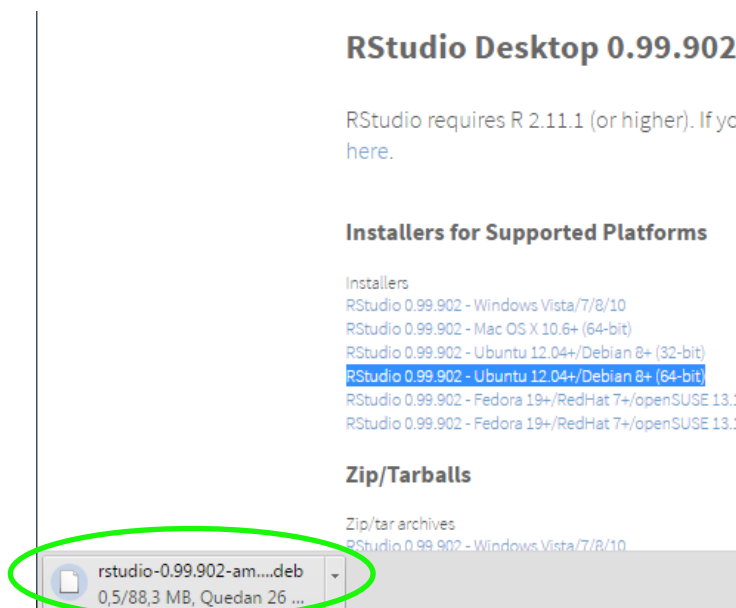 RStudio Desktop 0.99.902
RStudio requires R 2.11.1 (or higher). If yo
here.
Installers for Supported Platforms
Installers
RStudio 0.99.902 - Windows Vista/7/8/10
RStudio 0.99.902 - Mac OS X 10.6+ (64-bit)
RStudio 0.99.902 - Ubuntu 12.04+/Debian 8+ (32-bit)
RStudio 0.99.902 - Ubuntu 12.04+/Debian 8+ (64-bit)
RStudio 0.99.902 - Fedora 19+/RedHat 7+/openSUSE 13.1
RStudio 0.99.902 - Fedora 19+/RedHat 7+/openSUSE 13.1
Zip/Tarballs
Zip/tar archives
RStudio 0.99.902 - Windows Vista/7/8/10
rstudio-0.99.902-am....deb
0,5/88,3 MB, Quedan 26 ...